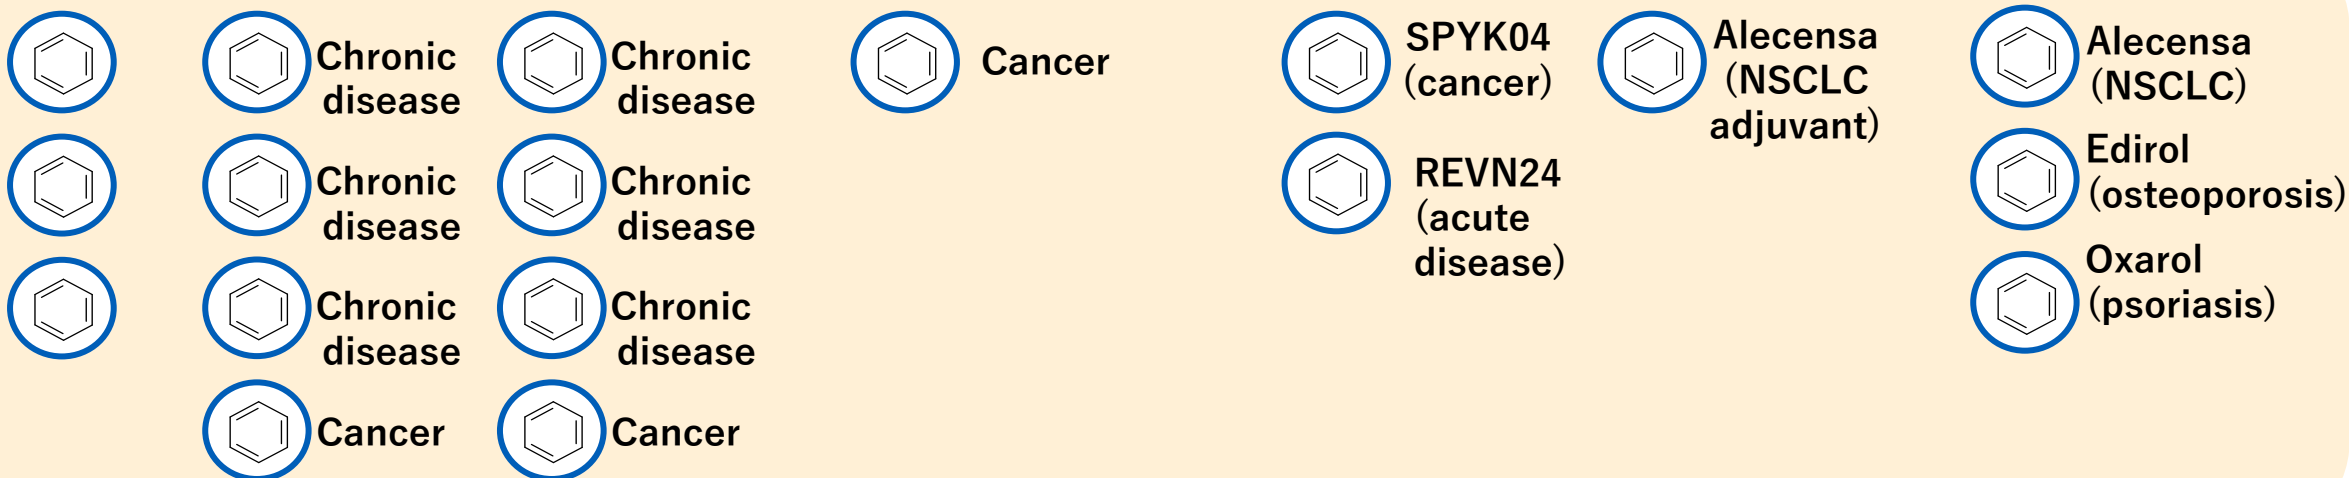 Chronic
disease
Chronic
disease
Cancer
SPYK04
(cancer)
Alecensa
(NSCLC
adjuvant)
Alecensa
(NSCLC)
Chronic
disease
Chronic
disease
REVN24
(acute
disease)
Edirol
(osteoporosis)
Chronic
disease
Chronic
disease
Oxarol
(psoriasis)
Cancer
Cancer